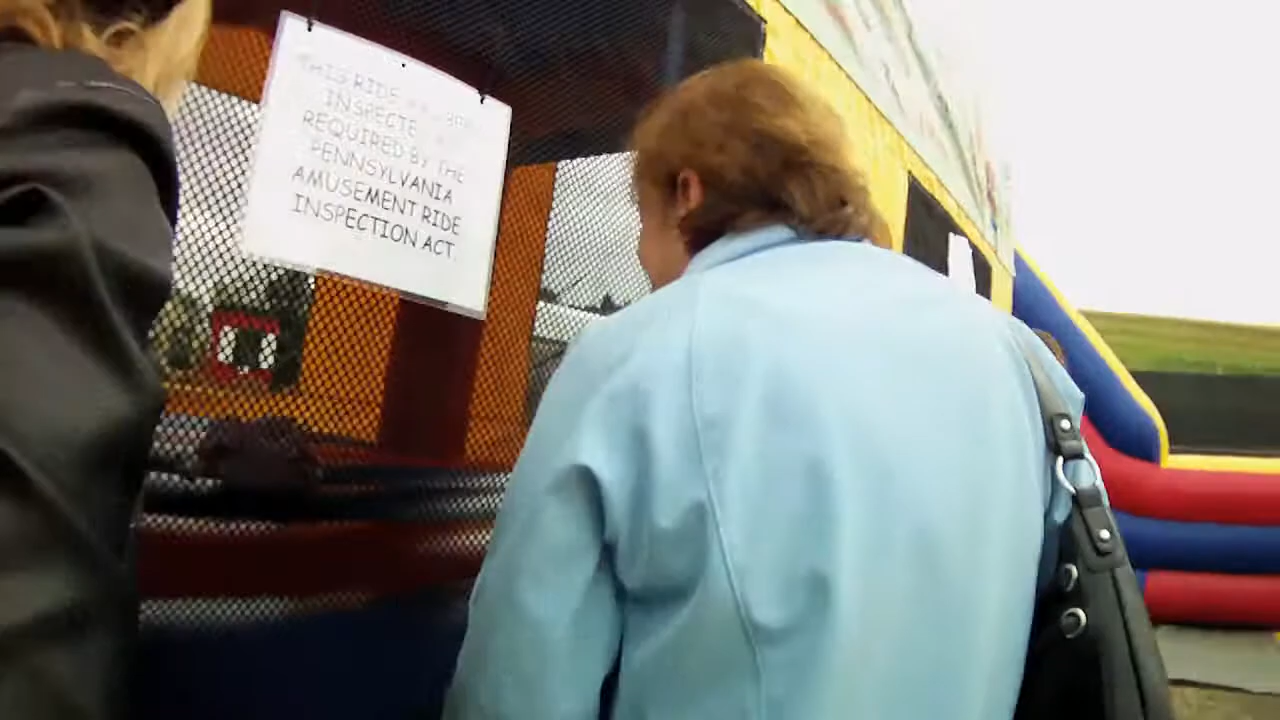 THIS RIDE
INSPECTE
REQUIRED BY THE
PENNSYLVANIA
AMUSEMENT RIDE
INSPECTION ACT